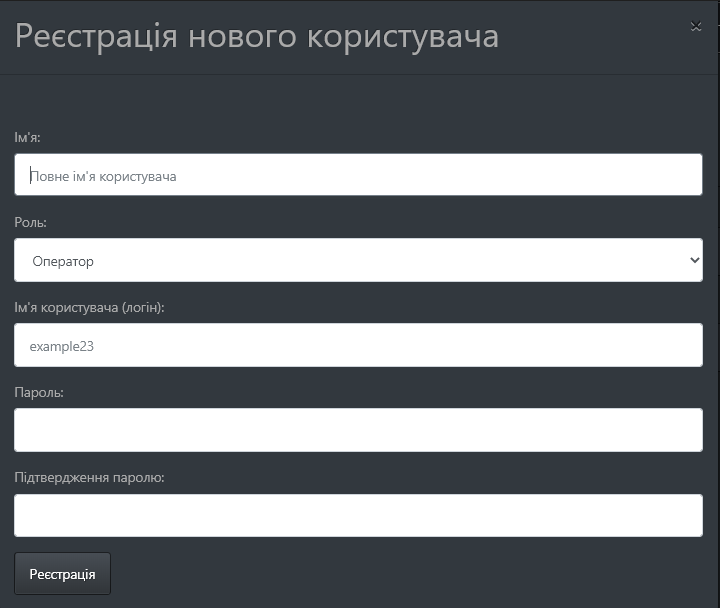 Реєстрація нового користувача
×
Ім'я:
Повне ім'я користувача
Роль:
Оператор
Ім'я користувача (логін):
example23
Пароль:
Підтвердження паролю:
Реєстрація